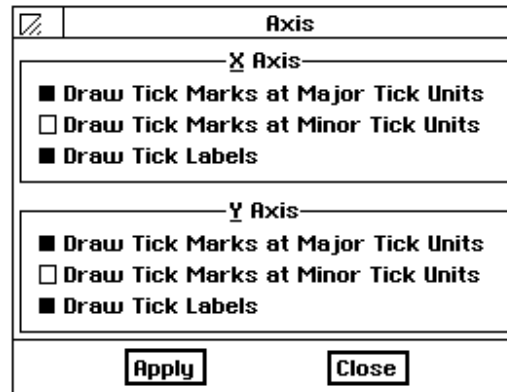 Axis
X Axis
Draw Tick Marks at Major Tick Units
Draw Tick Marks at Minor Tick Units
Draw Tick Labels
Y Axis
Draw Tick Marks at Major Tick Units
Draw Tick Marks at Minor Tick Units
Draw Tick Labels
Apply Close